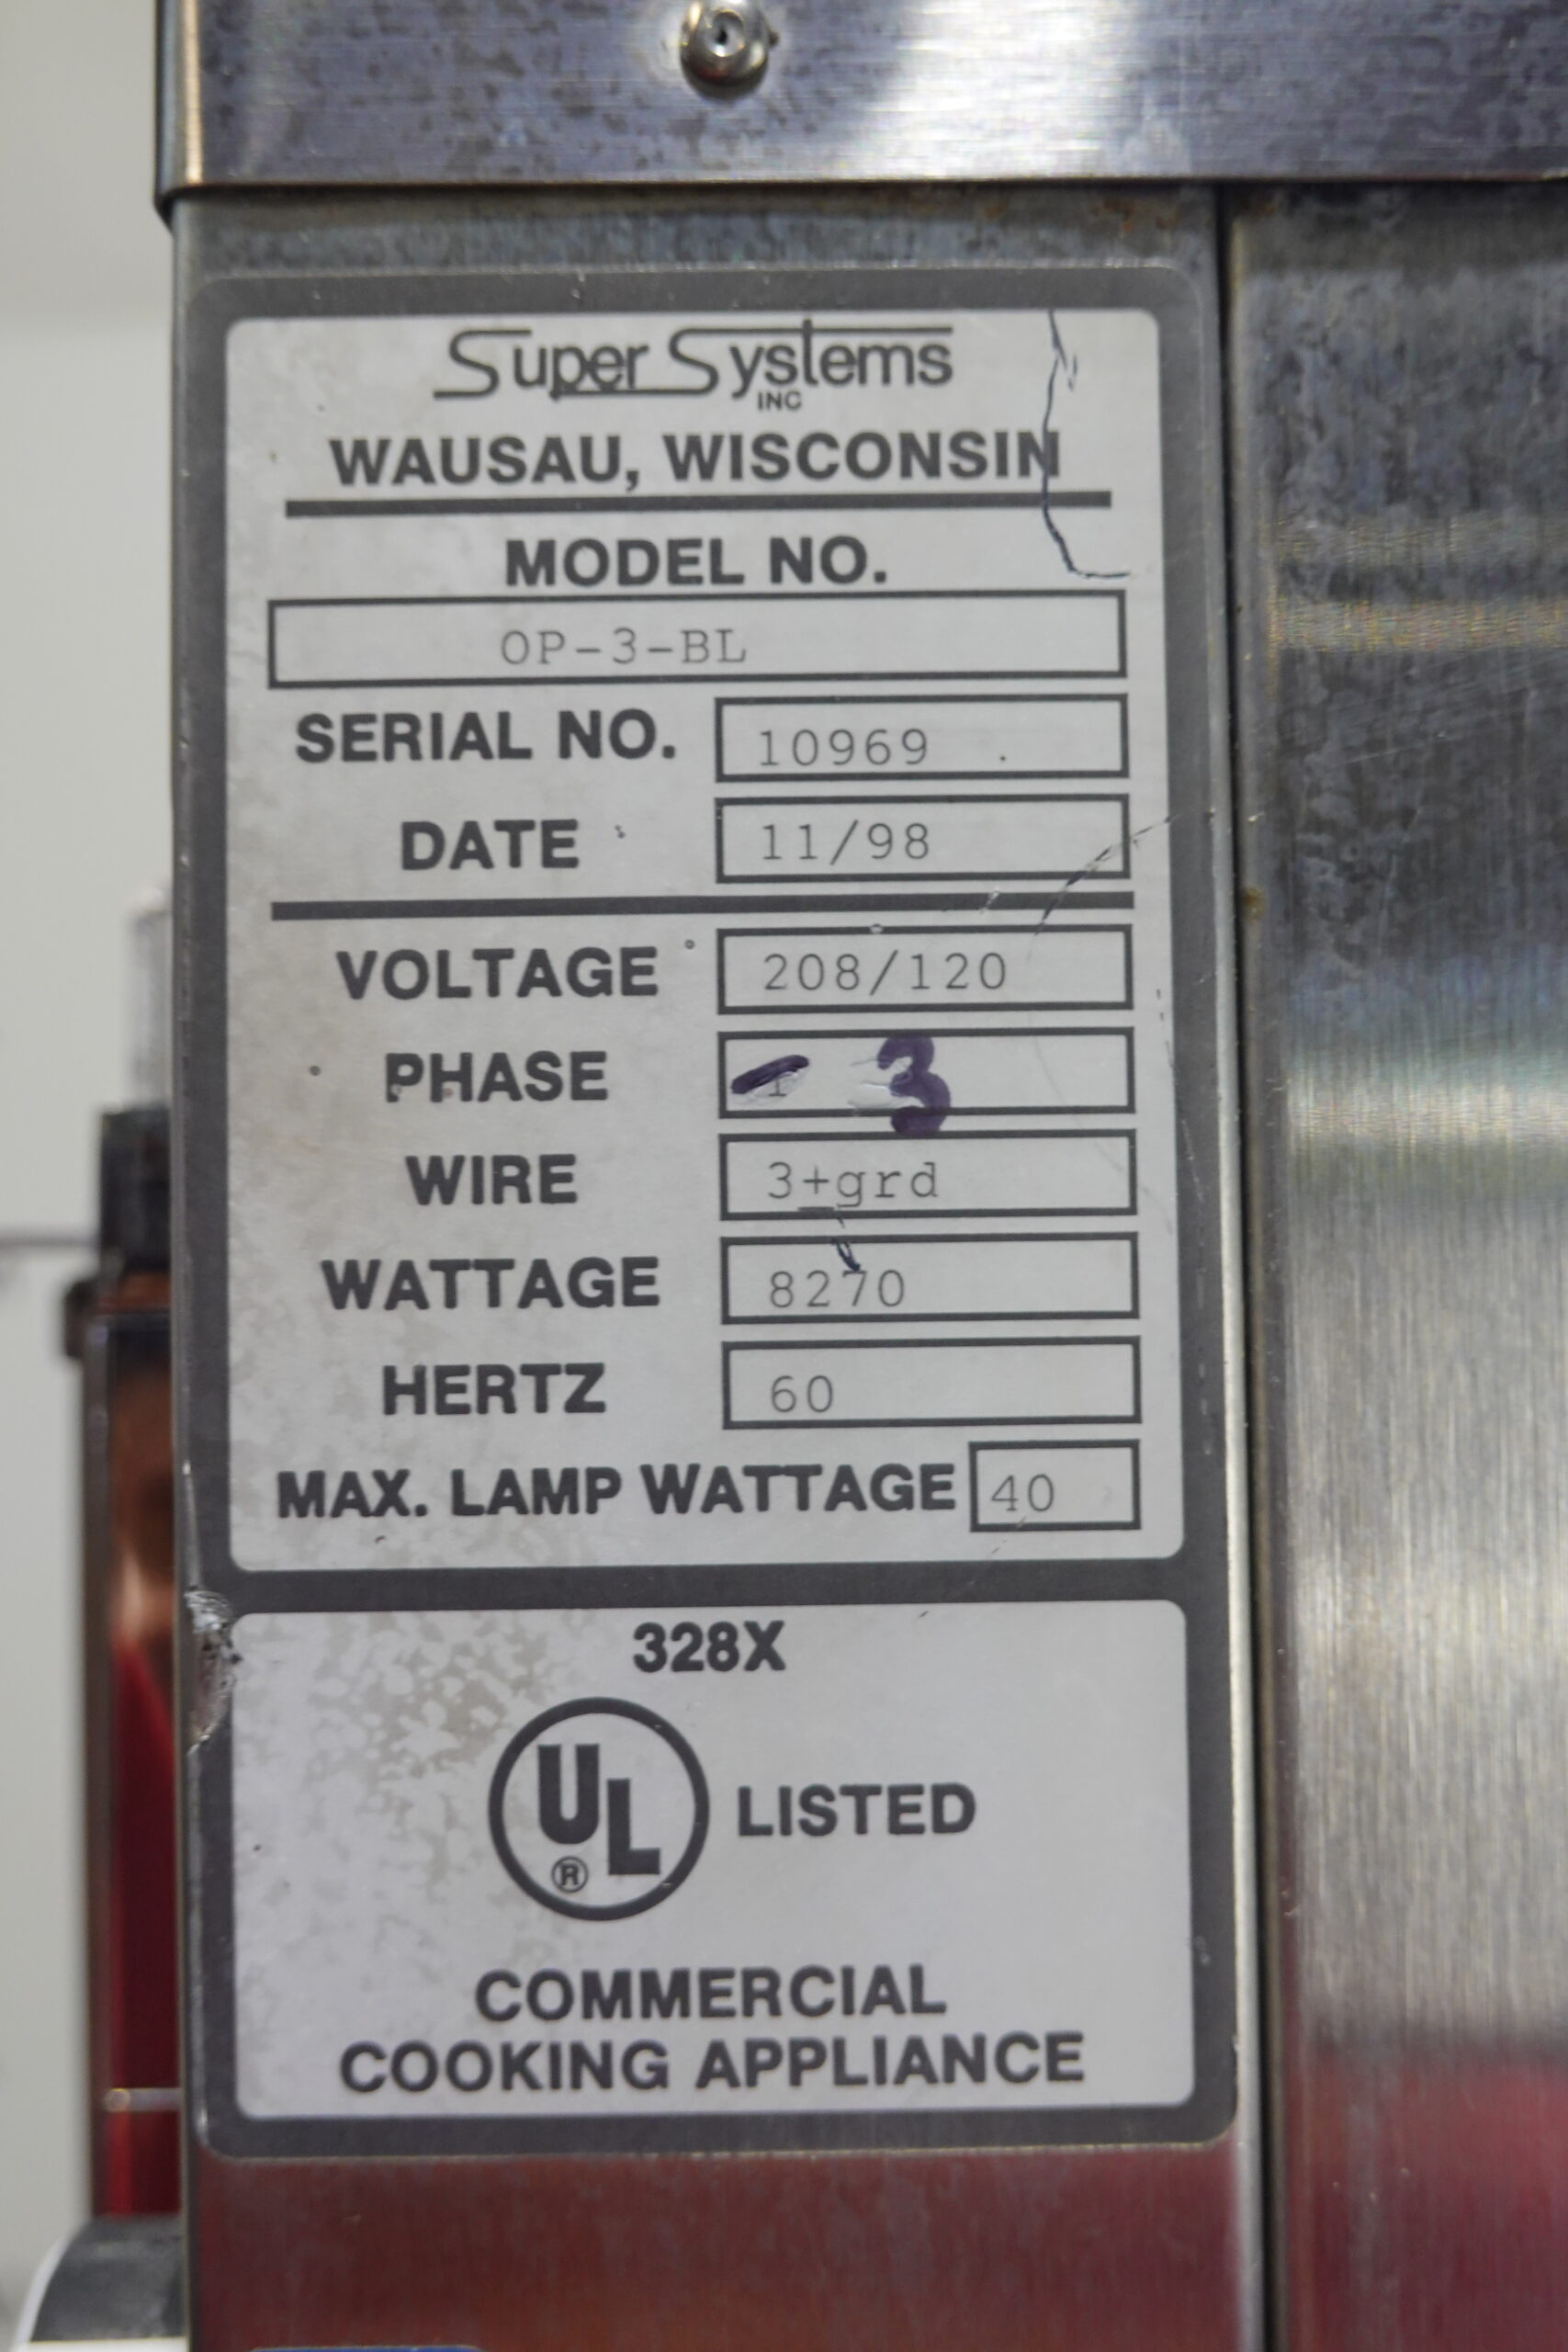 Super Systems
INC
WAUSAU, WISCONSIN
MODEL NO.
OP-3-BL
SERIAL NO. 10969
DATE 11/98
VOLTAGE 208/120
PHASE 1 3
WIRE 3+grd
WATTAGE 8270
HERTZ 60
MAX. LAMP WATTAGE 40
328X
UL LISTED
®
COMMERCIAL
COOKING APPLIANCE